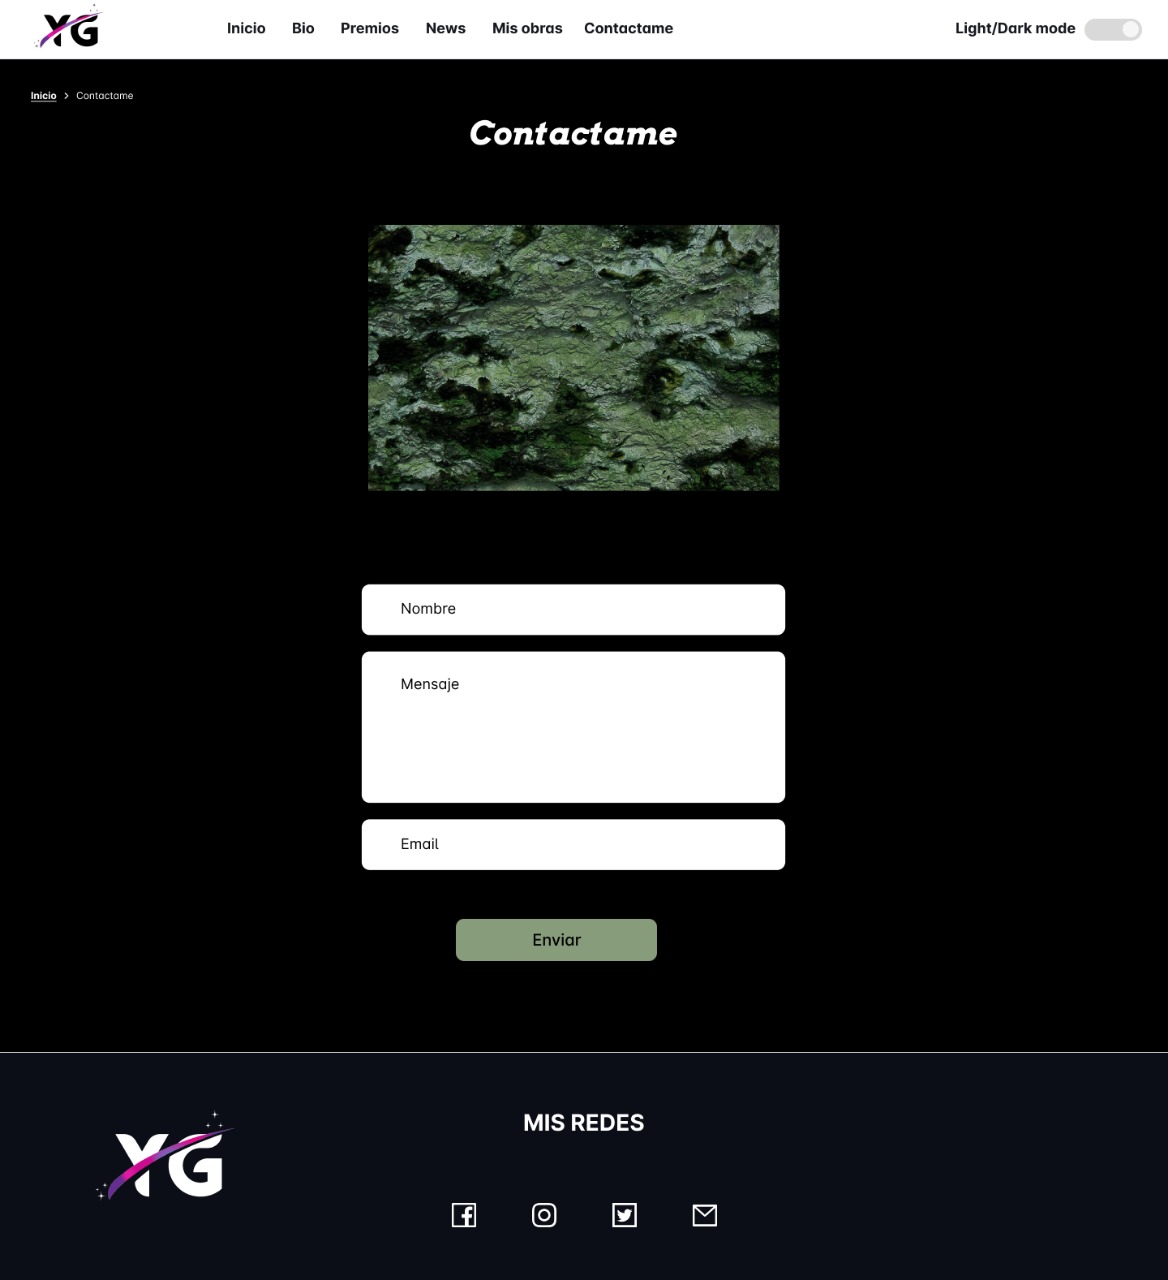 YG
Inicio Bio Premios News Mis obras Contactame Light/Dark mode
Inicio > Contactame
Contactame
Nombre
Mensaje
Email
Enviar
MIS REDES
YG